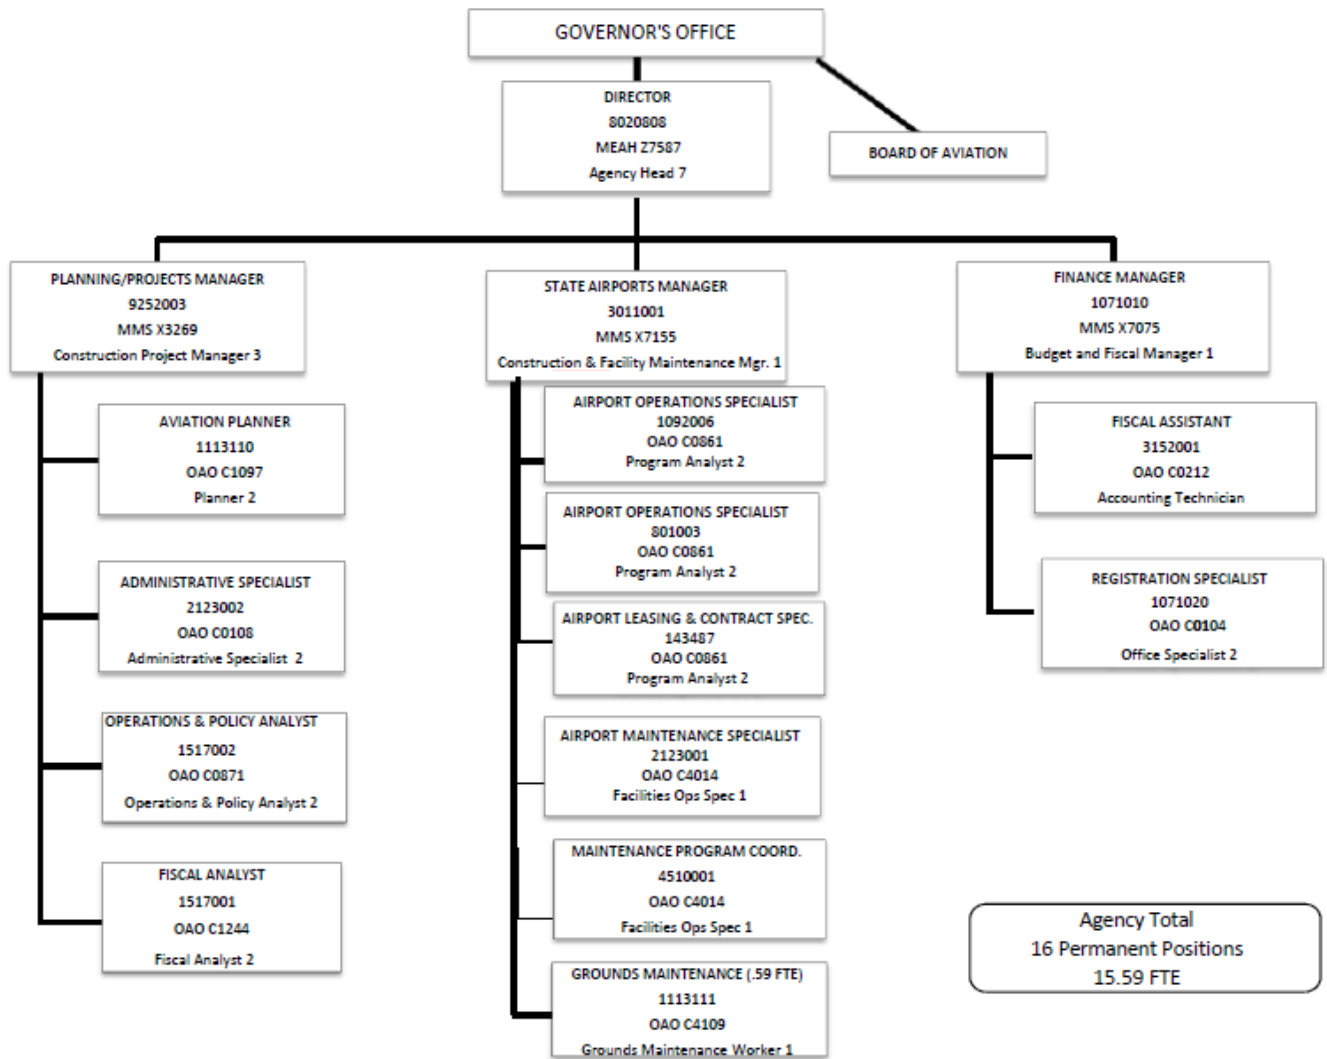 GOVERNOR'S OFFICE
DIRECTOR
8020808
MEAH Z7587
Agency Head 7
BOARD OF AVIATION
PLANNING/PROJECTS MANAGER
9252003
MMS X3269
Construction Project Manager 3
AVIATION PLANNER
1113110
OAO C1097
Planner 2
ADMINISTRATIVE SPECIALIST
2123002
OAO C0108
Administrative Specialist 2
OPERATIONS & POLICY ANALYST
1517002
OAO C0871
Operations & Policy Analyst 2
FISCAL ANALYST
1517001
OAO C1244
Fiscal Analyst 2
STATE AIRPORTS MANAGER
3011001
MMS X7155
Construction & Facility Maintenance Mgr. 1
AIRPORT OPERATIONS SPECIALIST
1092006
OAO C0861
Program Analyst 2
AIRPORT OPERATIONS SPECIALIST
801003
OAO C0861
Program Analyst 2
AIRPORT LEASING & CONTRACT SPEC.
143487
OAO C0861
Program Analyst 2
AIRPORT MAINTENANCE SPECIALIST
2123001
OAO C4014
Facilities Ops Spec 1
MAINTENANCE PROGRAM COORD.
4510001
OAO C4014
Facilities Ops Spec 1
GROUNDS MAINTENANCE (.59 FTE)
1113111
OAO C4109
Grounds Maintenance Worker 1
FINANCE MANAGER
1071010
MMS X7075
Budget and Fiscal Manager 1
FISCAL ASSISTANT
3152001
OAO C0212
Accounting Technician
REGISTRATION SPECIALIST
1071020
OAO C0104
Office Specialist 2
Agency Total
16 Permanent Positions
15.59 FTE